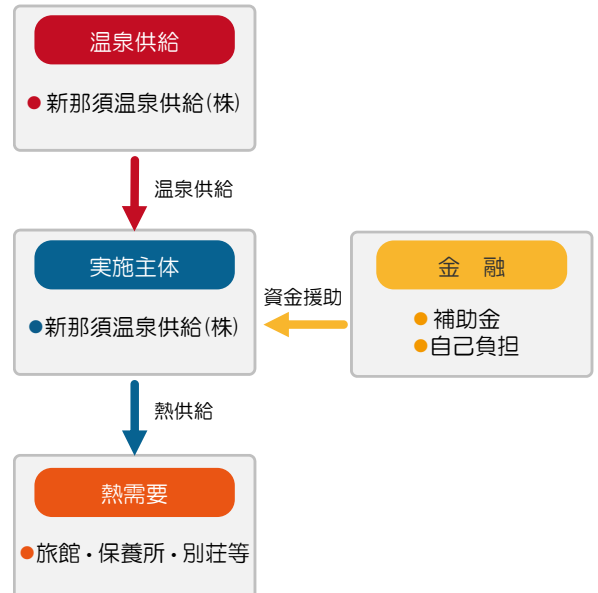 温泉供給
● 新那須温泉供給(株)
温泉供給
実施主体
●新那須温泉供給(株)
資金援助
金　融
● 補助金
●自己負担
熱供給
熱需要
●旅館・保養所・別荘等